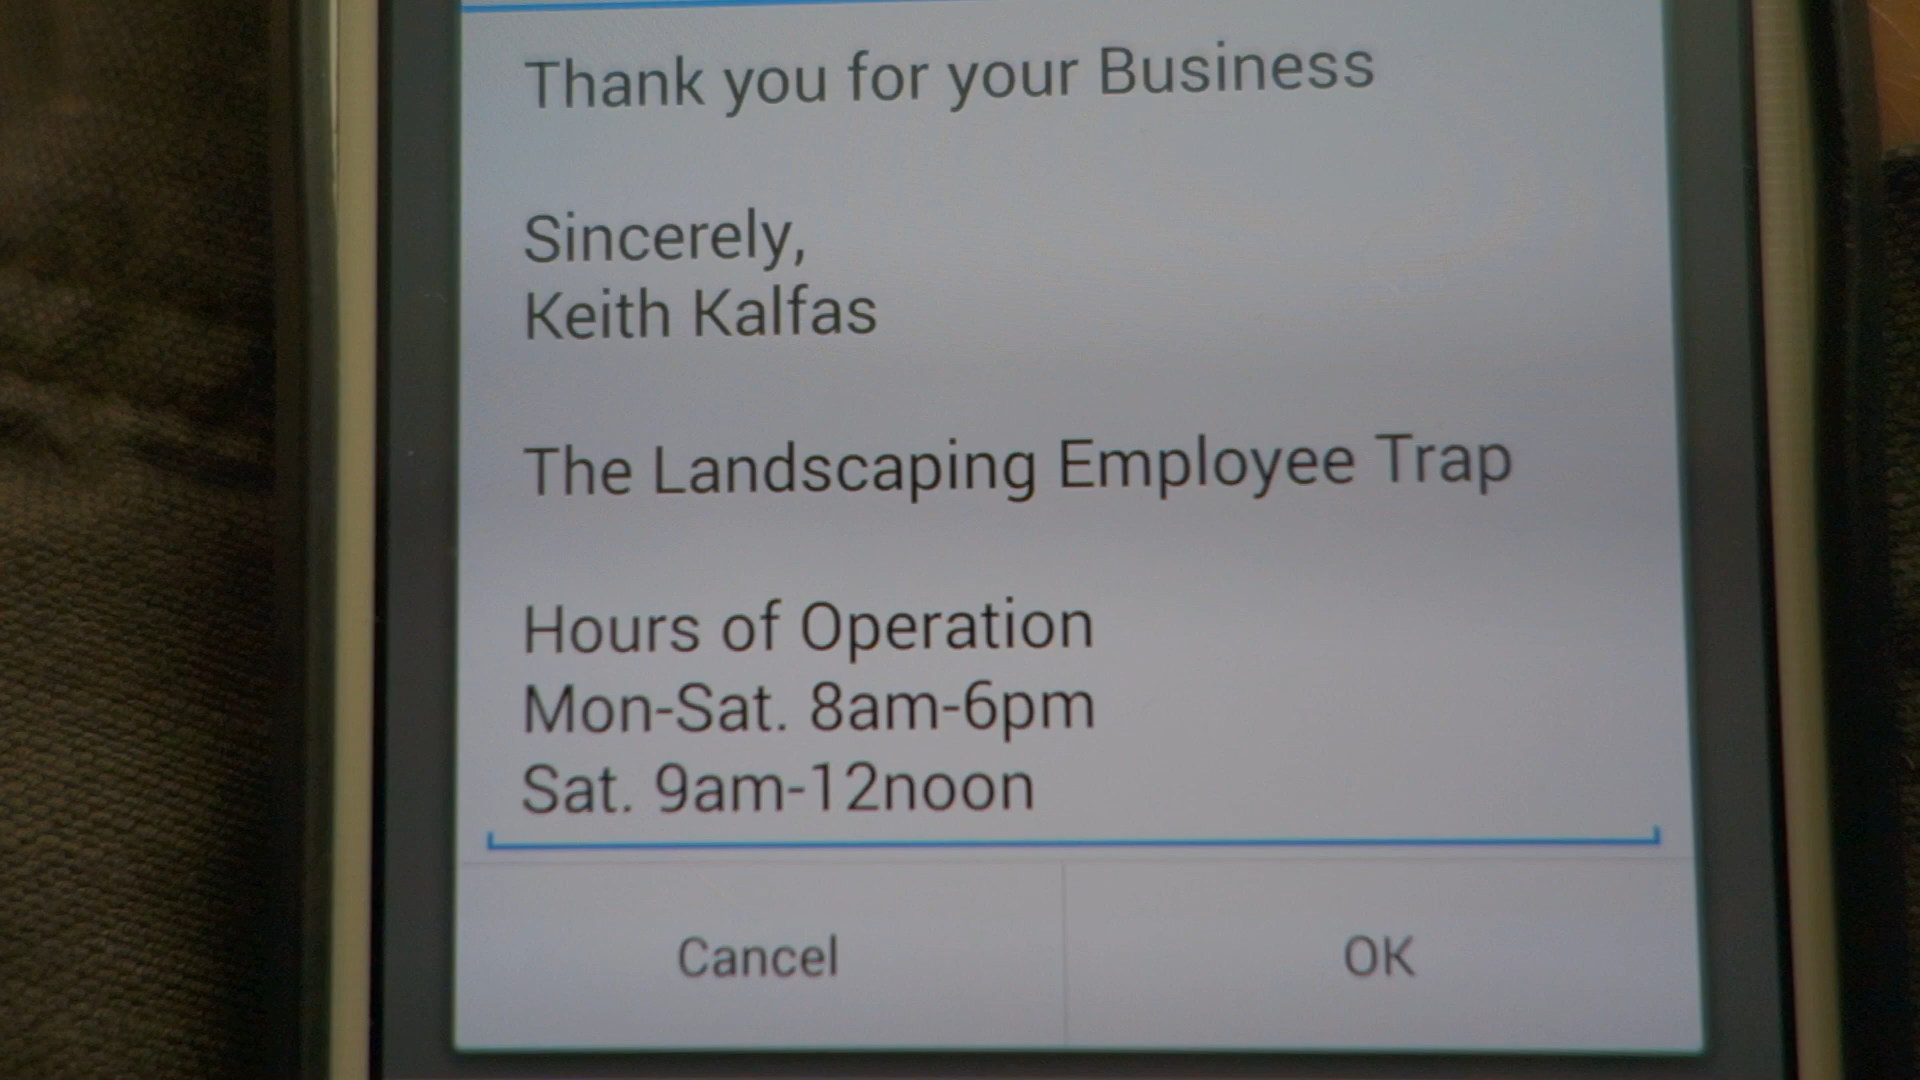 Thank you for your Business
Sincerely,
Keith Kalfas
The Landscaping Employee Trap
Hours of Operation
Mon-Sat. 8am-6pm
Sat. 9am-12noon
Cancel
OK